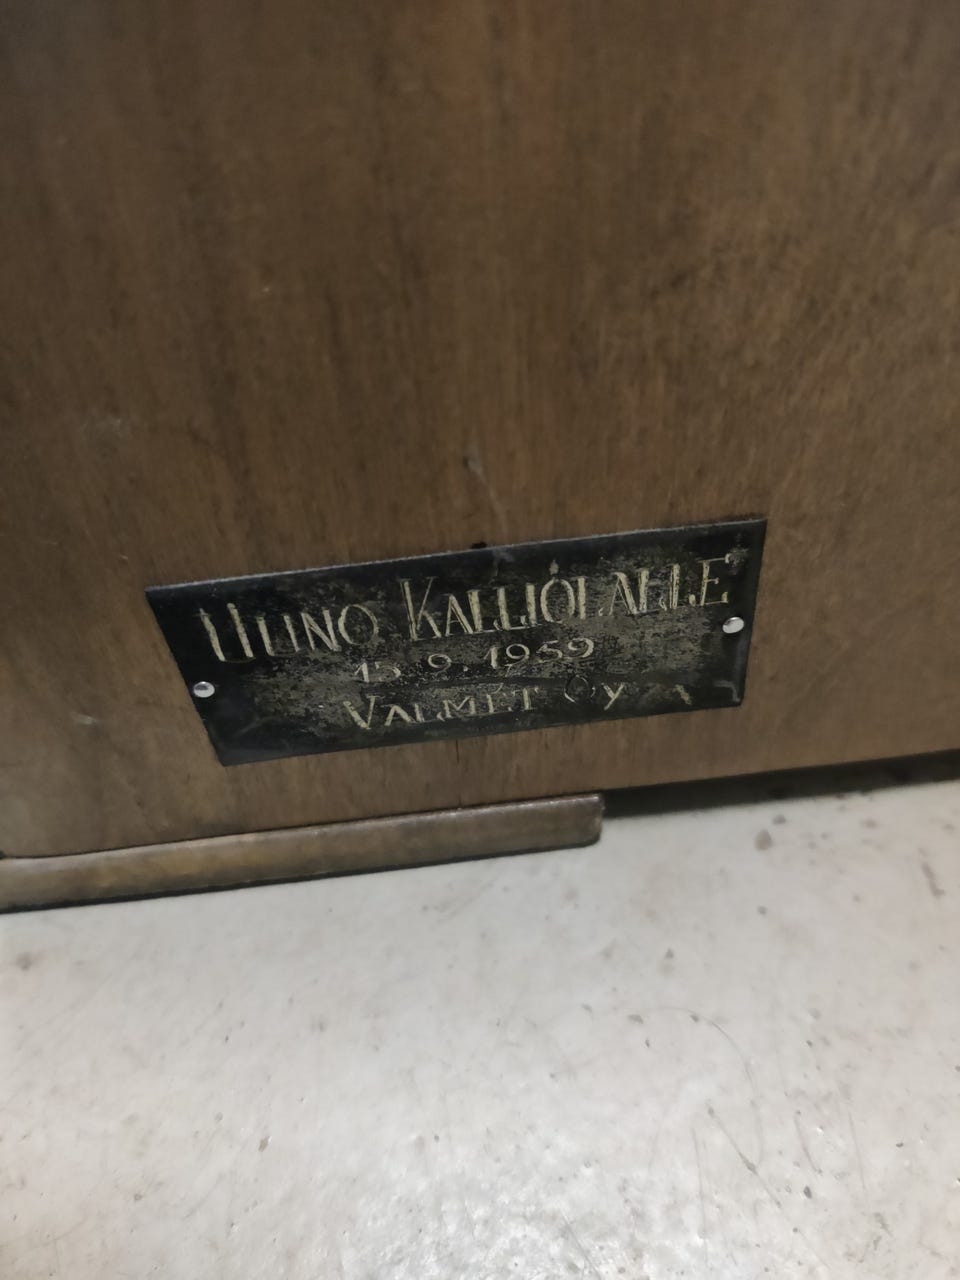 UUNO KALLIOLALLE
15 9. 1959
VALMET OY